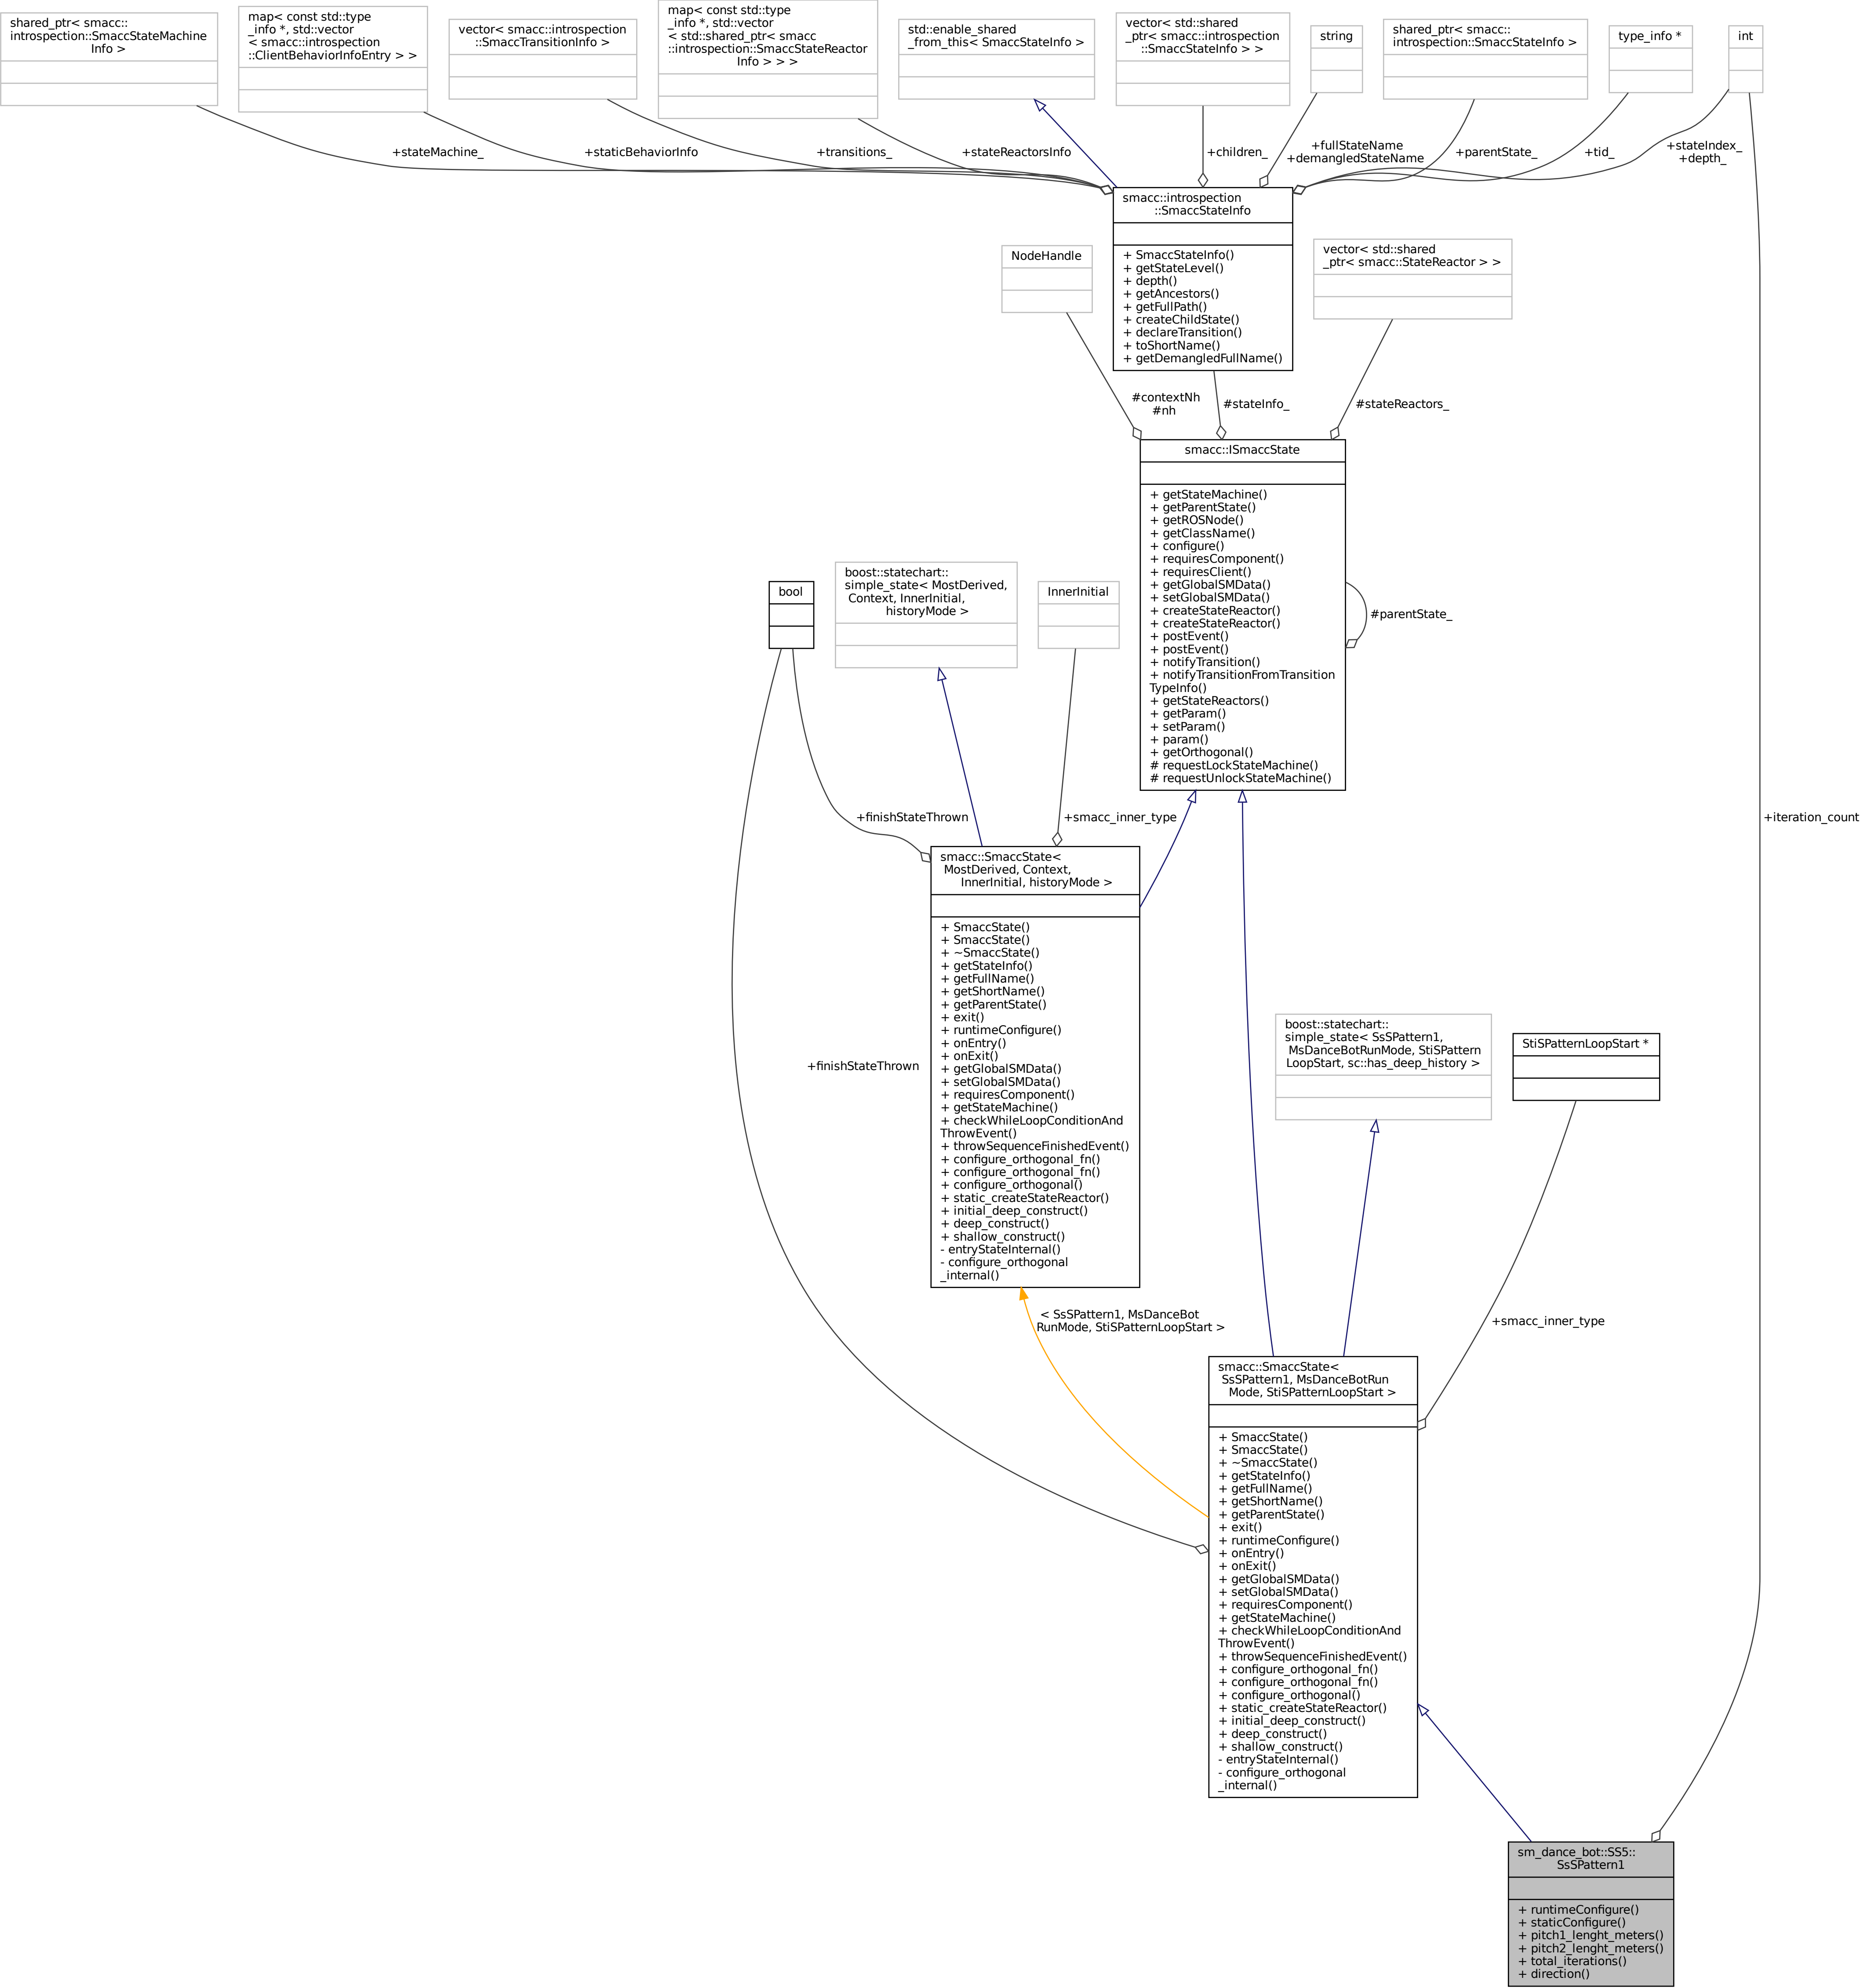 shared_ptr< smacc::
introspection::SmaccStateMachine
Info >
map< const std::type
_info *, std::vector
< smacc::introspection
::ClientBehaviorInfoEntry > >
vector< smacc::introspection
::SmaccTransitionInfo >
map< const std::type
_info *, std::vector
< std::shared_ptr< smacc
::introspection::SmaccStateReactor
Info > > >
std::enable_shared
_from_this< SmaccStateInfo >
vector< std::shared
_ptr< smacc::introspection
::SmaccStateInfo > >
string
shared_ptr< smacc::
introspection::SmaccStateInfo >
type_info *
int
+stateMachine_
+staticBehaviorInfo
+transitions_
+stateReactorsInfo
+children_
+fullStateName
+demangledStateName
+parentState_
+tid_
+stateIndex_
+depth_
smacc::introspection
::SmaccStateInfo
+ SmaccStateInfo()
+ getStateLevel()
+ depth()
+ getAncestors()
+ getFullPath()
+ createChildState()
+ declareTransition()
+ toShortName()
+ getDemangledFullName()
NodeHandle
vector< std::shared
_ptr< smacc::StateReactor > >
#contextNh
#nh
#stateInfo_
#stateReactors_
smacc::ISmaccState
+ getStateMachine()
+ getParentState()
+ getROSNode()
+ getClassName()
+ configure()
+ requiresComponent()
+ requiresClient()
+ getGlobalSMData()
+ setGlobalSMData()
+ createStateReactor()
+ createStateReactor()
+ postEvent()
+ postEvent()
+ notifyTransition()
+ notifyTransitionFromTransition
TypeInfo()
+ getStateReactors()
+ getParam()
+ setParam()
+ param()
+ getOrthogonal()
# requestLockStateMachine()
# requestUnlockStateMachine()
#parentState_
bool
boost::statechart::
simple_state< MostDerived,
Context, InnerInitial,
historyMode >
InnerInitial
+finishStateThrown
+smacc_inner_type
+iteration_count
smacc::SmaccState<
MostDerived, Context,
InnerInitial, historyMode >
+ SmaccState()
+ SmaccState()
+ ~SmaccState()
+ getStateInfo()
+ getFullName()
+ getShortName()
+ getParentState()
+ exit()
+ runtimeConfigure()
+ onEntry()
+ onExit()
+ getGlobalSMData()
+ setGlobalSMData()
+ requiresComponent()
+ getStateMachine()
+ checkWhileLoopConditionAnd
ThrowEvent()
+ throwSequenceFinishedEvent()
+ configure_orthogonal_fn()
+ configure_orthogonal_fn()
+ configure_orthogonal()
+ static_createStateReactor()
+ initial_deep_construct()
+ deep_construct()
+ shallow_construct()
- entryStateInternal()
- configure_orthogonal
_internal()
+finishStateThrown
boost::statechart::
simple_state< SsSPattern1,
MsDanceBotRunMode, StiSPattern
LoopStart, sc::has_deep_history >
StiSPatternLoopStart *
< SsSPattern1, MsDanceBot
RunMode, StiSPatternLoopStart >
+smacc_inner_type
smacc::SmaccState<
SsSPattern1, MsDanceBotRun
Mode, StiSPatternLoopStart >
+ SmaccState()
+ SmaccState()
+ ~SmaccState()
+ getStateInfo()
+ getFullName()
+ getShortName()
+ getParentState()
+ exit()
+ runtimeConfigure()
+ onEntry()
+ onExit()
+ getGlobalSMData()
+ setGlobalSMData()
+ requiresComponent()
+ getStateMachine()
+ checkWhileLoopConditionAnd
ThrowEvent()
+ throwSequenceFinishedEvent()
+ configure_orthogonal_fn()
+ configure_orthogonal_fn()
+ configure_orthogonal()
+ static_createStateReactor()
+ initial_deep_construct()
+ deep_construct()
+ shallow_construct()
- entryStateInternal()
- configure_orthogonal
_internal()
sm_dance_bot::SS5::
SsSPattern1
+ runtimeConfigure()
+ staticConfigure()
+ pitch1_lenght_meters()
+ pitch2_lenght_meters()
+ total_iterations()
+ direction()